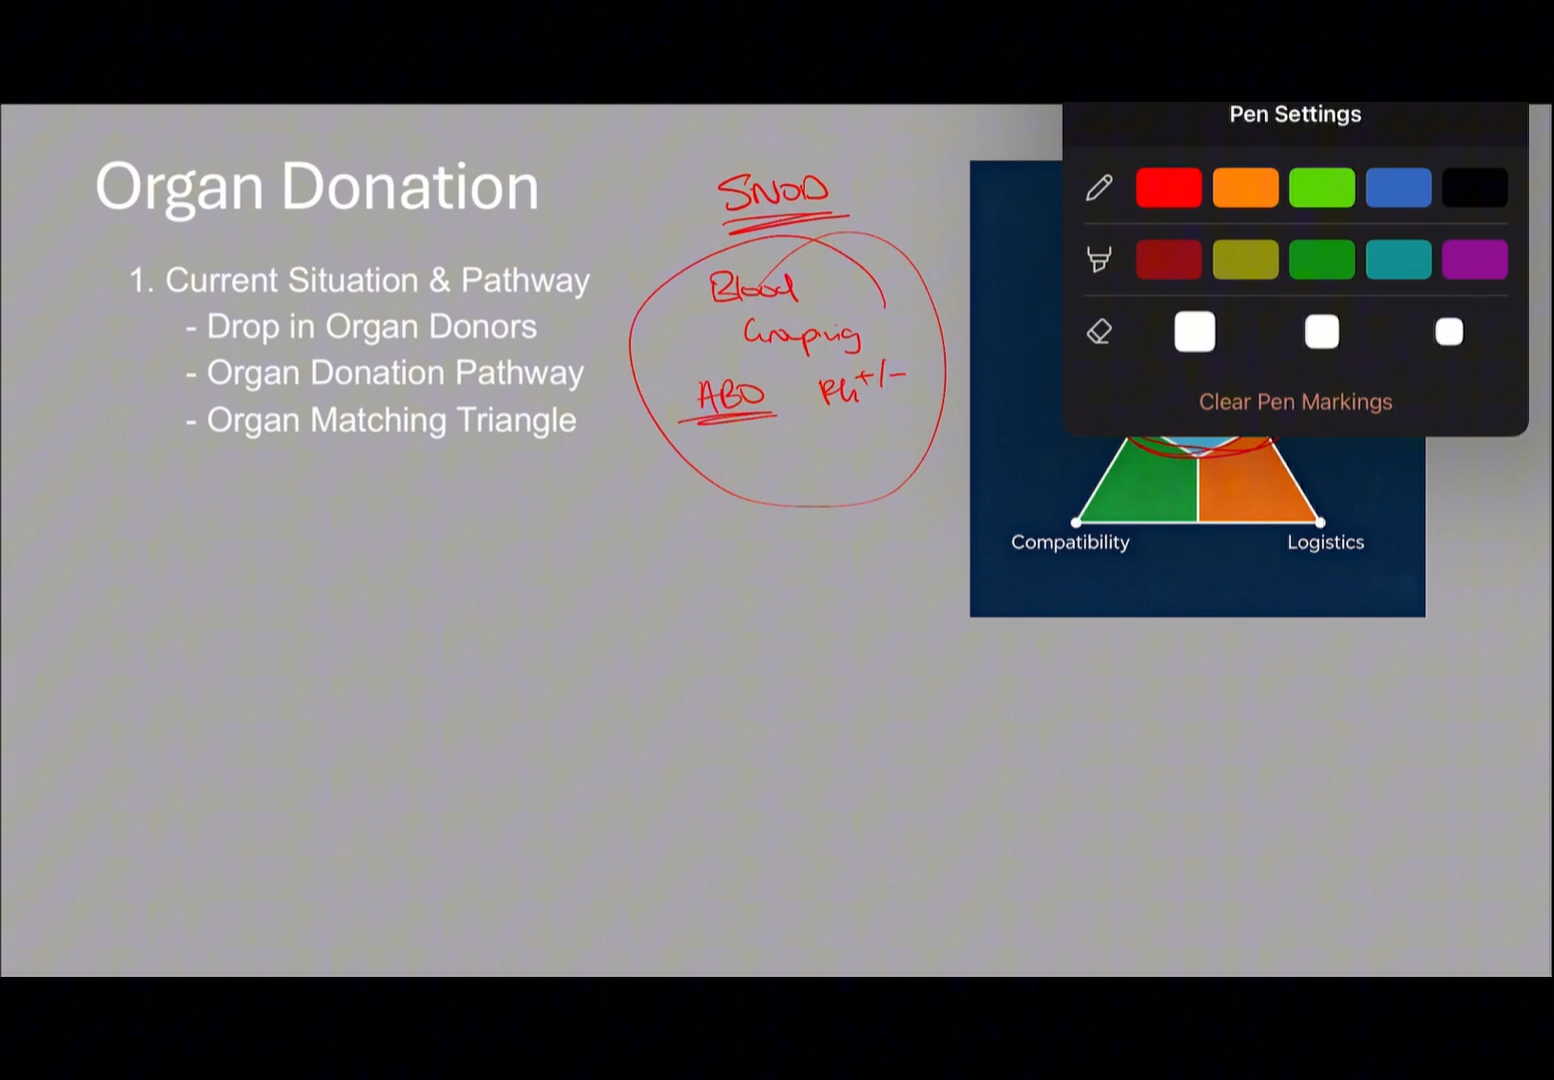 Organ Donation
1. Current Situation & Pathway
- Drop in Organ Donors
- Organ Donation Pathway
- Organ Matching Triangle
SNOD
Blood
Grouping
ABO Rh+/-
Pen Settings
Clear Pen Markings
Compatibility
Logistics